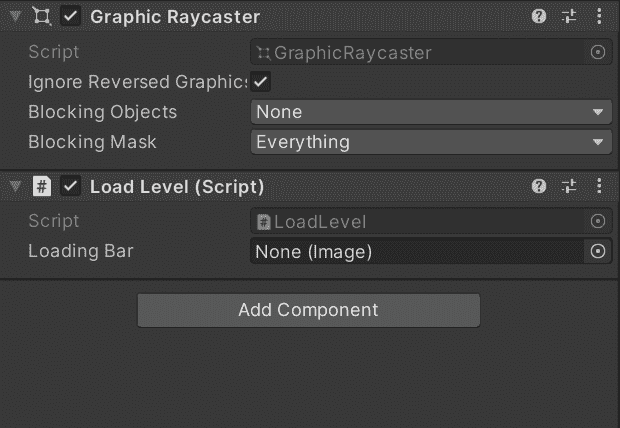 Graphic Raycaster
Script GraphicRaycaster
Ignore Reversed Graphics
Blocking Objects None
Blocking Mask Everything
# Load Level (Script)
Script # LoadLevel
Loading Bar None (Image)
Add Component